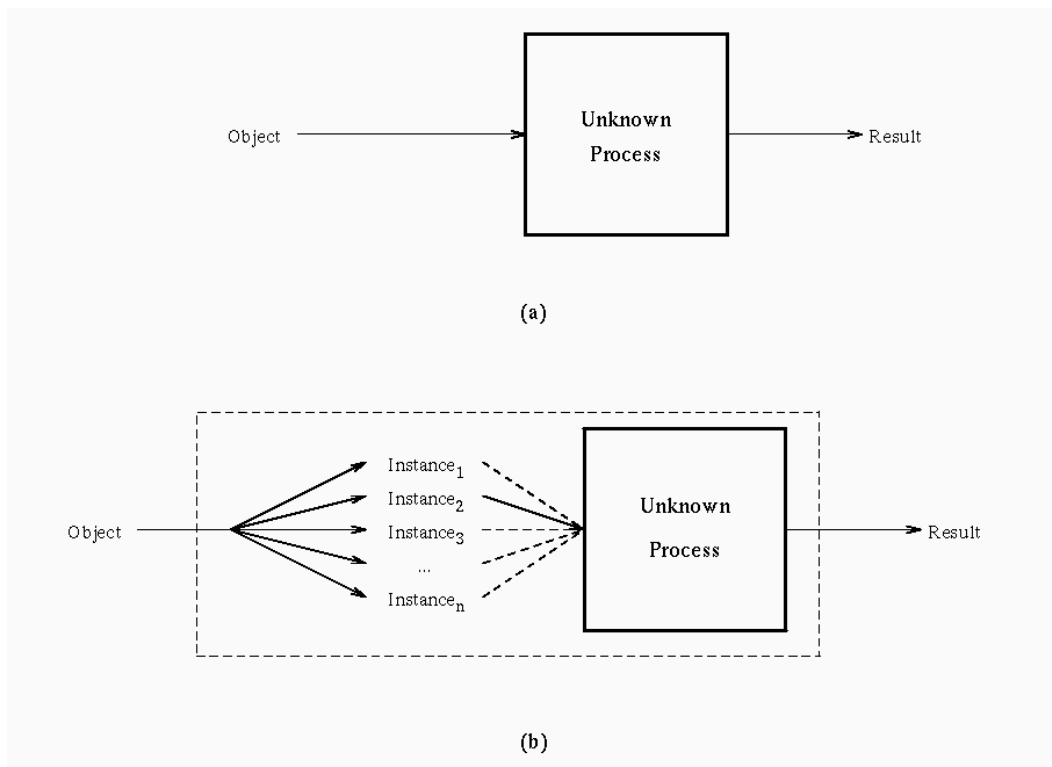 Unknown
Process
Object
Result
(a)
Instance1
Instance2
Instance3
...
Instancen
Unknown
Process
Object
Result
(b)